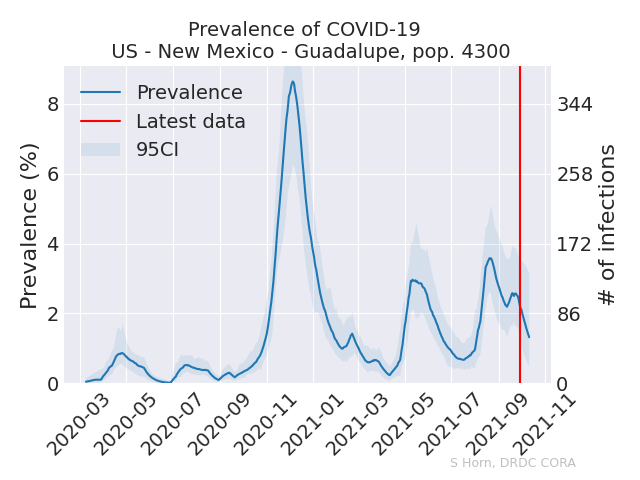 Prevalence of COVID-19
US - New Mexico - Guadalupe, pop. 4300
Prevalence
Latest data
95CI
Prevalence (%)
8
6
4
2
0
344
258
172
86
0
# of infections
2020-03
2020-05
2020-07
2020-09
2020-11
2021-01
2021-03
2021-05
2021-07
2021-09
2021-11
S Horn, DRDC CORA